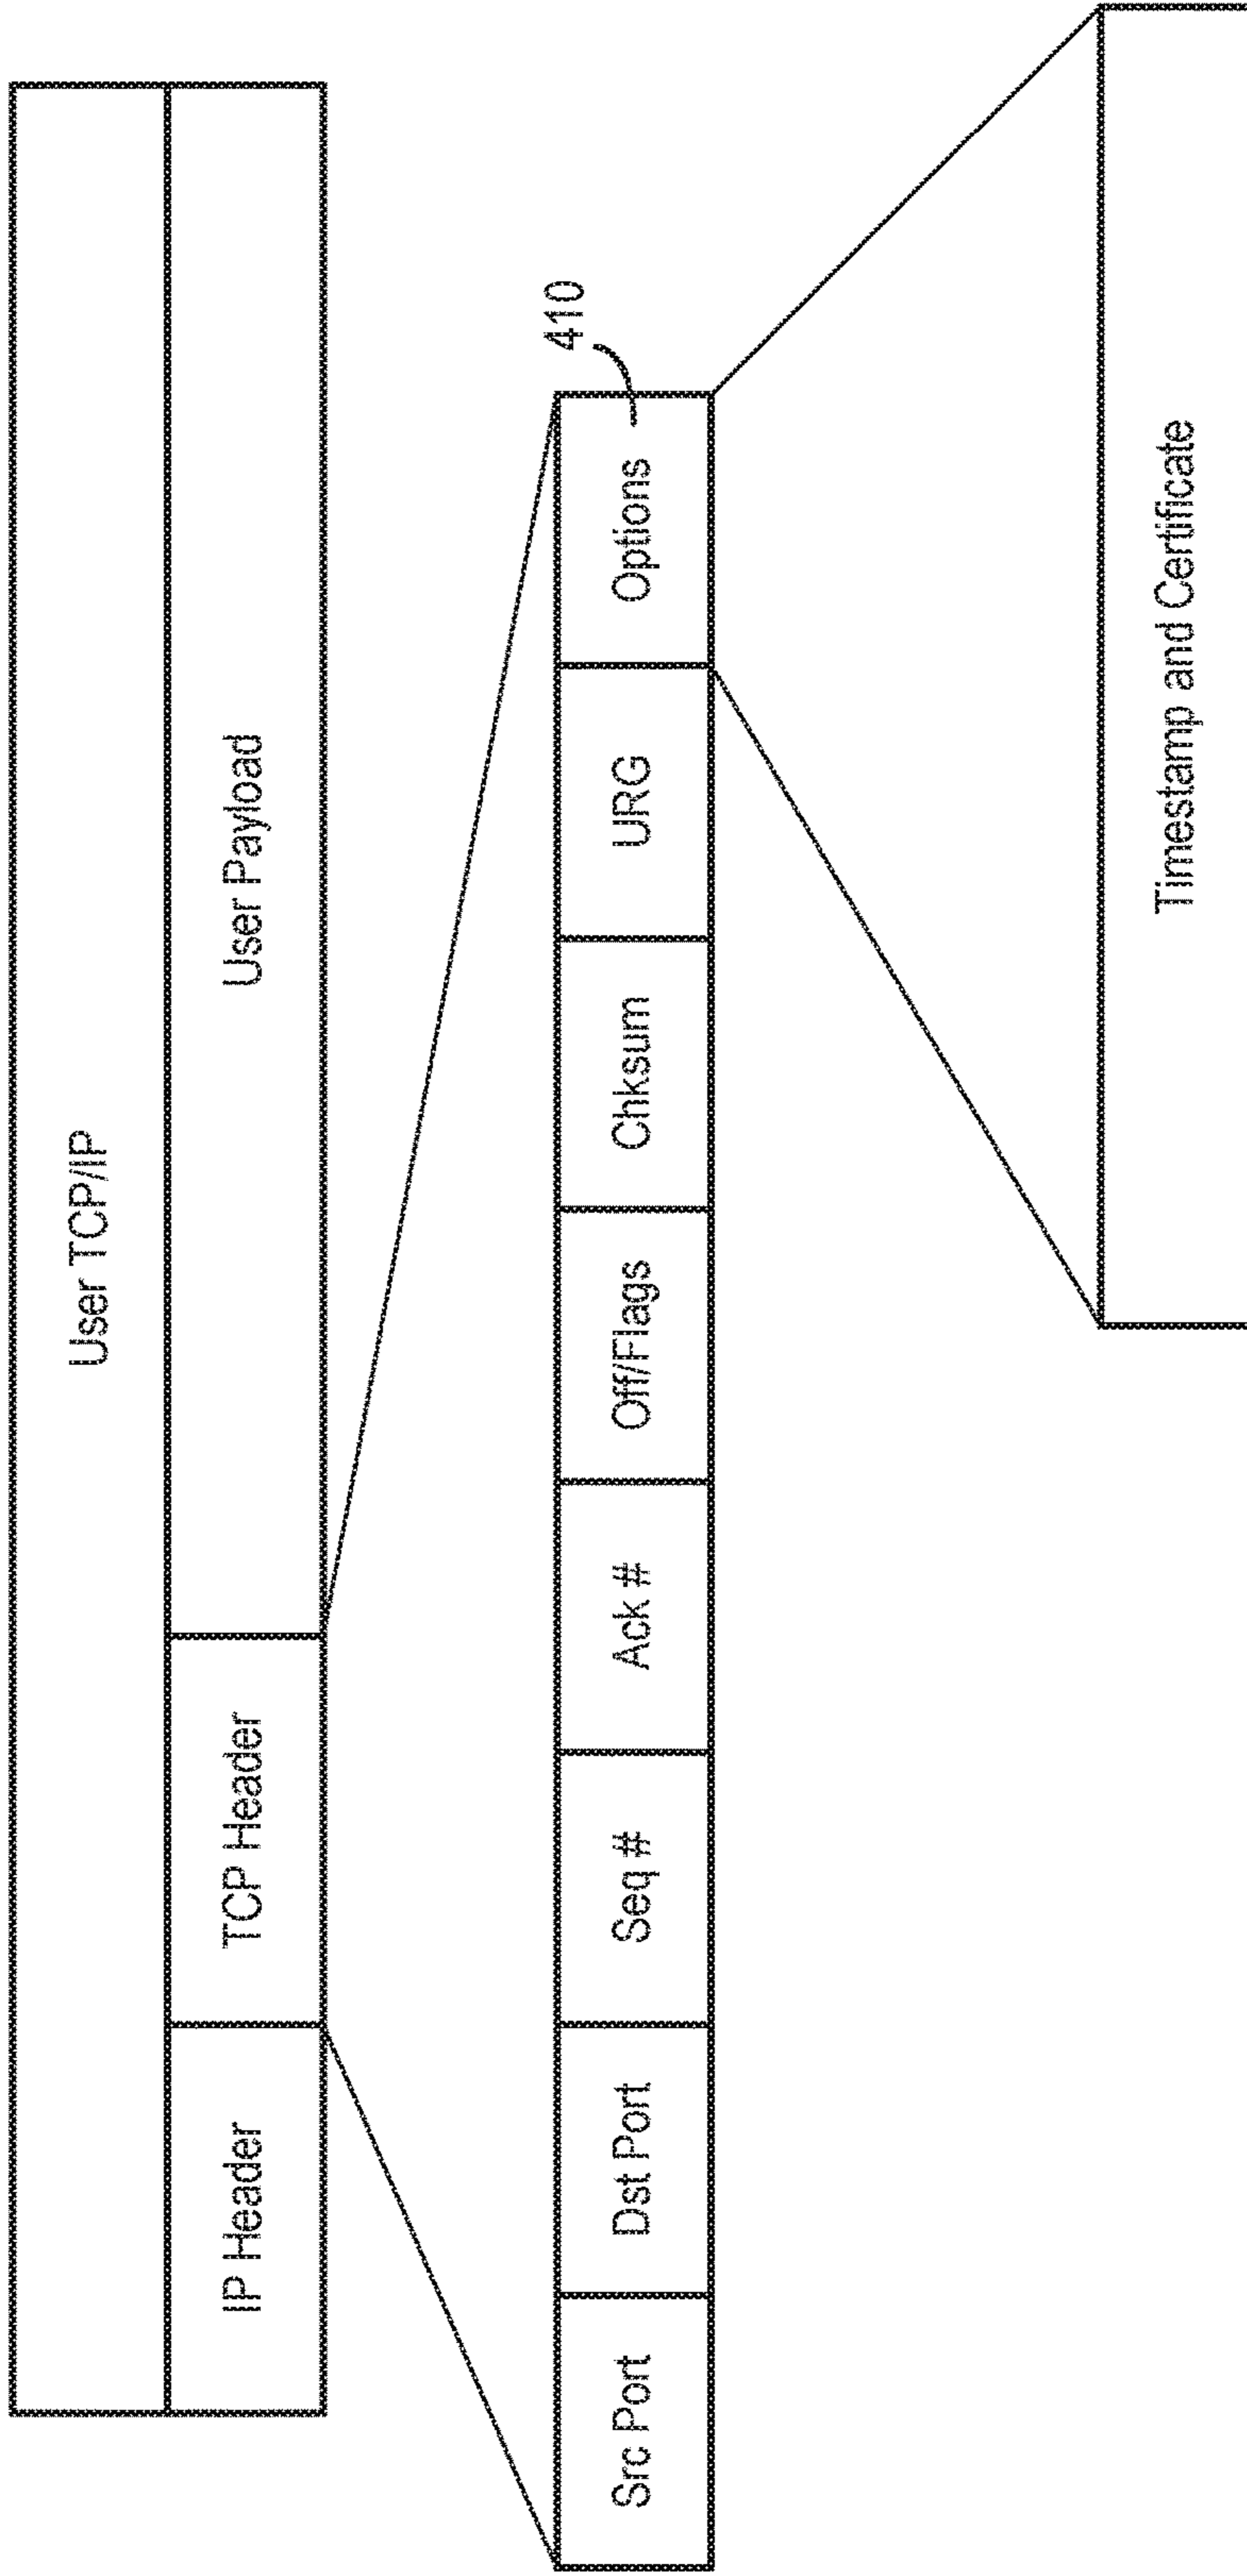 User TCP/IP
IP Header
TCP Header
User Payload
410
Src Port
Dst Port
Seq #
Ack #
Off/Flags
Chksum
URG
Options
Timestamp and Certificate